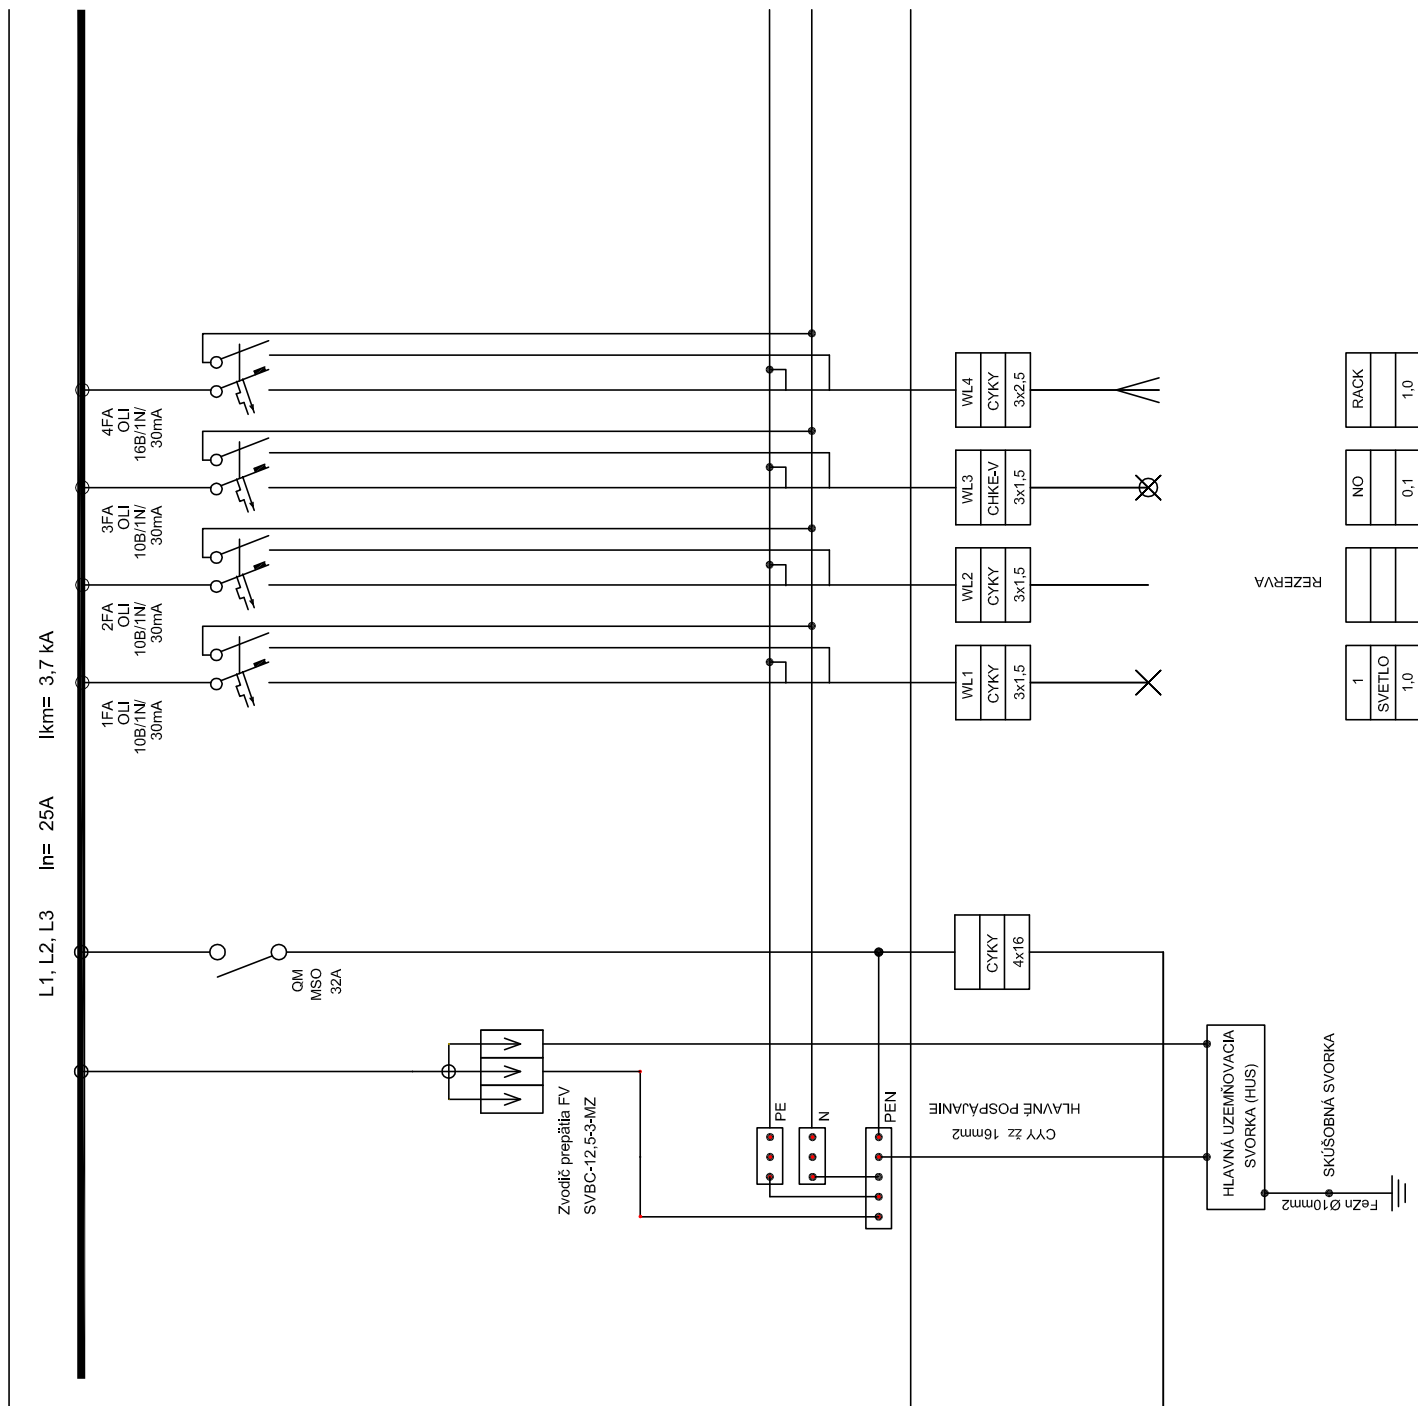 L1, L2, L3 In= 25A Ikm= 3,7 kA
QM
MSO
32A
1FA
OLI
10B/1N/
30mA
2FA
OLI
10B/1N/
30mA
3FA
OLI
10B/1N/
30mA
4FA
OLI
16B/1N/
30mA
Zvodič prepätia FV
SVBC-12,5-3-MZ
PE
N
PEN
HLAVNÉ POSPÁJANIE
CYY žz 16mm2
CYKY
4x16
WL1
CYKY
3x1,5
WL2
CYKY
3x1,5
WL3
CHKE-V
3x1,5
WL4
CYKY
3x2,5
HLAVNÁ UZEMŇOVACIA
SVORKA (HUS)
FeZn Ø10mm2
SKÚŠOBNÁ SVORKA
REZERVA
1
SVETLO
1,0
NO
0,1
RACK
1,0